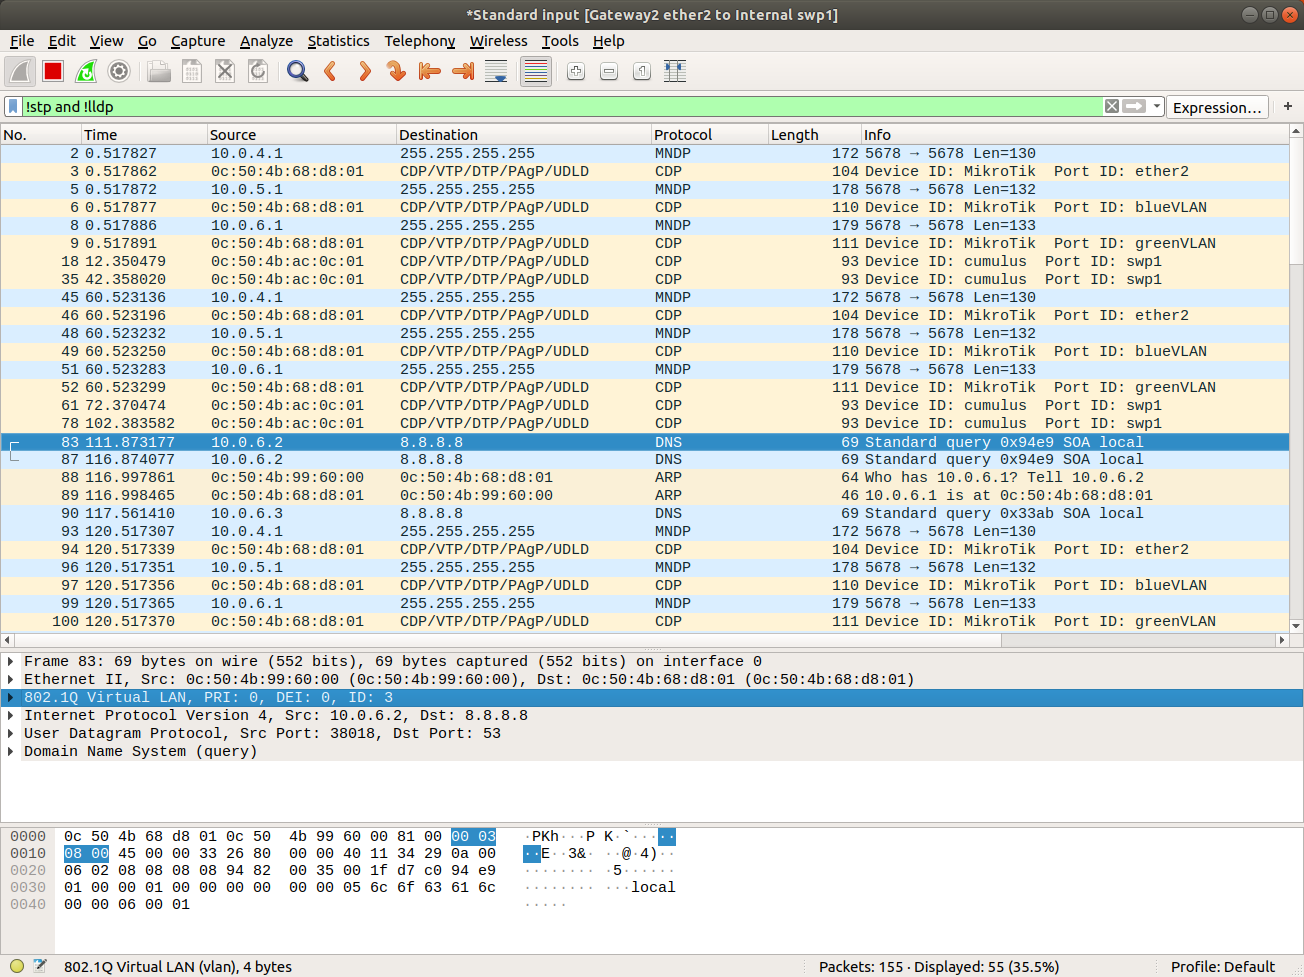 *Standard input [Gateway2 ether2 to Internal swp1]
File Edit View Go Capture Analyze Statistics Telephony Wireless Tools Help
!stp and !lldp Expression… +
No. Time Source Destination Protocol Length Info
2 0.517827 10.0.4.1 255.255.255.255 MNDP 172 5678 → 5678 Len=130
3 0.517862 0c:50:4b:68:d8:01 CDP/VTP/DTP/PAgP/UDLD CDP 104 Device ID: MikroTik Port ID: ether2
5 0.517872 10.0.5.1 255.255.255.255 MNDP 178 5678 → 5678 Len=132
6 0.517877 0c:50:4b:68:d8:01 CDP/VTP/DTP/PAgP/UDLD CDP 110 Device ID: MikroTik Port ID: blueVLAN
8 0.517886 10.0.6.1 255.255.255.255 MNDP 179 5678 → 5678 Len=133
9 0.517891 0c:50:4b:68:d8:01 CDP/VTP/DTP/PAgP/UDLD CDP 111 Device ID: MikroTik Port ID: greenVLAN
18 12.350479 0c:50:4b:ac:0c:01 CDP/VTP/DTP/PAgP/UDLD CDP 93 Device ID: cumulus Port ID: swp1
35 42.358020 0c:50:4b:ac:0c:01 CDP/VTP/DTP/PAgP/UDLD CDP 93 Device ID: cumulus Port ID: swp1
45 60.523136 10.0.4.1 255.255.255.255 MNDP 172 5678 → 5678 Len=130
46 60.523196 0c:50:4b:68:d8:01 CDP/VTP/DTP/PAgP/UDLD CDP 104 Device ID: MikroTik Port ID: ether2
48 60.523232 10.0.5.1 255.255.255.255 MNDP 178 5678 → 5678 Len=132
49 60.523250 0c:50:4b:68:d8:01 CDP/VTP/DTP/PAgP/UDLD CDP 110 Device ID: MikroTik Port ID: blueVLAN
51 60.523283 10.0.6.1 255.255.255.255 MNDP 179 5678 → 5678 Len=133
52 60.523299 0c:50:4b:68:d8:01 CDP/VTP/DTP/PAgP/UDLD CDP 111 Device ID: MikroTik Port ID: greenVLAN
61 72.370474 0c:50:4b:ac:0c:01 CDP/VTP/DTP/PAgP/UDLD CDP 93 Device ID: cumulus Port ID: swp1
78 102.383582 0c:50:4b:ac:0c:01 CDP/VTP/DTP/PAgP/UDLD CDP 93 Device ID: cumulus Port ID: swp1
83 111.873177 10.0.6.2 8.8.8.8 DNS 69 Standard query 0x94e9 SOA local
87 116.874077 10.0.6.2 8.8.8.8 DNS 69 Standard query 0x94e9 SOA local
88 116.997861 0c:50:4b:99:60:00 0c:50:4b:68:d8:01 ARP 64 Who has 10.0.6.1? Tell 10.0.6.2
89 116.998465 0c:50:4b:68:d8:01 0c:50:4b:99:60:00 ARP 46 10.0.6.1 is at 0c:50:4b:68:d8:01
90 117.561410 10.0.6.3 8.8.8.8 DNS 69 Standard query 0x33ab SOA local
93 120.517307 10.0.4.1 255.255.255.255 MNDP 172 5678 → 5678 Len=130
94 120.517339 0c:50:4b:68:d8:01 CDP/VTP/DTP/PAgP/UDLD CDP 104 Device ID: MikroTik Port ID: ether2
96 120.517351 10.0.5.1 255.255.255.255 MNDP 178 5678 → 5678 Len=132
97 120.517356 0c:50:4b:68:d8:01 CDP/VTP/DTP/PAgP/UDLD CDP 110 Device ID: MikroTik Port ID: blueVLAN
99 120.517365 10.0.6.1 255.255.255.255 MNDP 179 5678 → 5678 Len=133
100 120.517370 0c:50:4b:68:d8:01 CDP/VTP/DTP/PAgP/UDLD CDP 111 Device ID: MikroTik Port ID: greenVLAN
Frame 83: 69 bytes on wire (552 bits), 69 bytes captured (552 bits) on interface 0
Ethernet II, Src: 0c:50:4b:99:60:00 (0c:50:4b:99:60:00), Dst: 0c:50:4b:68:d8:01 (0c:50:4b:68:d8:01)
802.1Q Virtual LAN, PRI: 0, DEI: 0, ID: 3
Internet Protocol Version 4, Src: 10.0.6.2, Dst: 8.8.8.8
User Datagram Protocol, Src Port: 38018, Dst Port: 53
Domain Name System (query)
0000 0c 50 4b 68 d8 01 0c 50 4b 99 60 00 81 00 00 03 ·PKh···P K·`·····
0010 08 00 45 00 00 33 26 80 00 00 40 11 34 29 0a 00 ··E··3&· ··@·4)··
0020 06 02 08 08 08 08 94 82 00 35 00 1f d7 c0 94 e9 ········ ·5······
0030 01 00 00 01 00 00 00 00 00 00 05 6c 6f 63 61 6c ········ ···local
0040 00 00 06 00 01 ·····
802.1Q Virtual LAN (vlan), 4 bytes Packets: 155 · Displayed: 55 (35.5%) Profile: Default